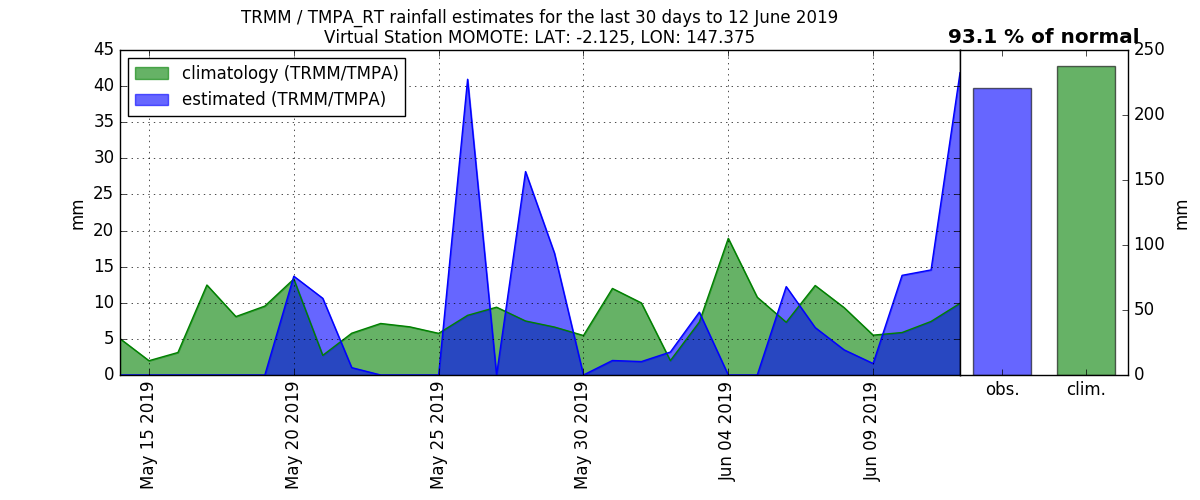 TRMM / TMPA_RT rainfall estimates for the last 30 days to 12 June 2019
Virtual Station MOMOTE: LAT: -2.125, LON: 147.375
93.1 % of normal
climatology (TRMM/TMPA)
estimated (TRMM/TMPA)
45
40
35
30
25
20
15
10
5
0
mm
May 15 2019
May 20 2019
May 25 2019
May 30 2019
Jun 04 2019
Jun 09 2019
obs.
clim.
250
200
150
100
50
0
mm